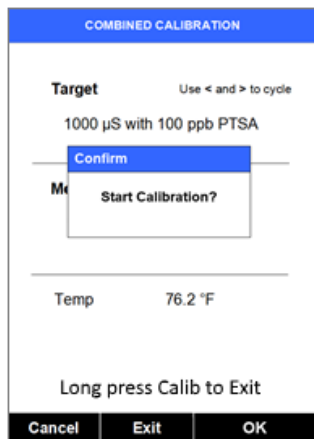 COMBINED CALIBRATION
Target Use < and > to cycle
1000 µS with 100 ppb PTSA
Confirm
Start Calibration?
Temp 76.2 °F
Long press Calib to Exit
Cancel Exit OK